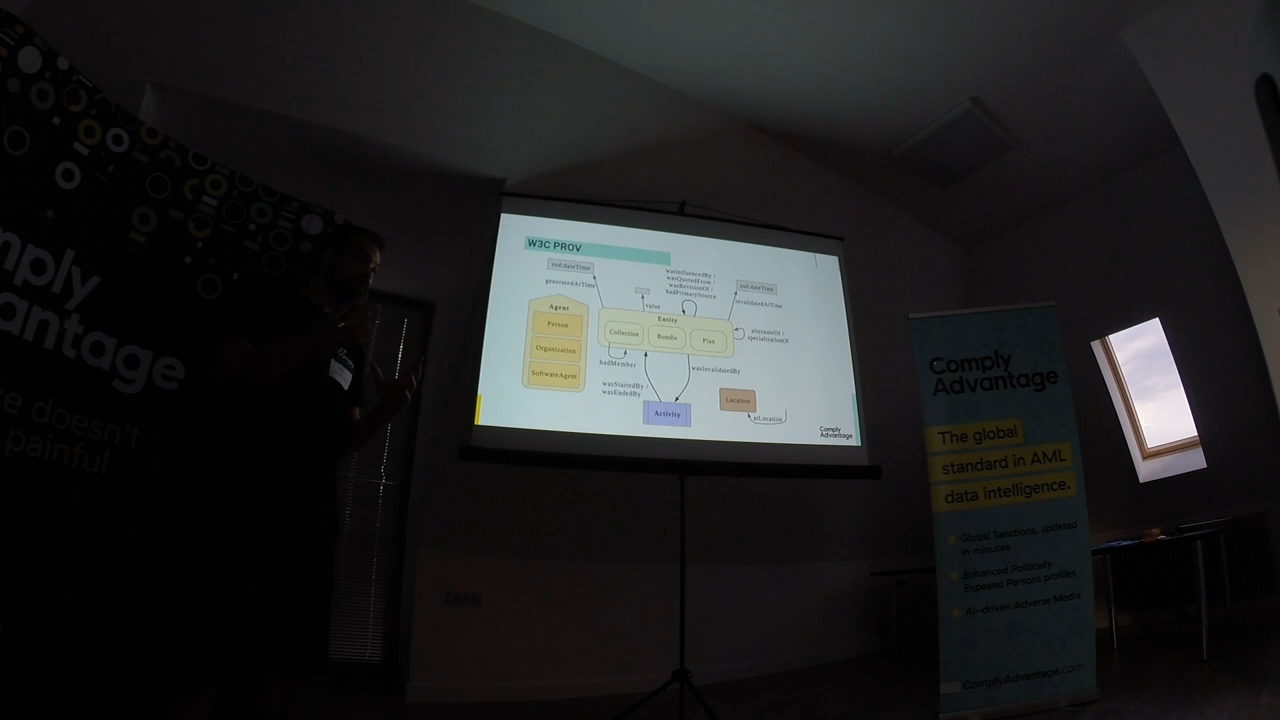 mply
antage
e doesn't
painful
W3C PROV
xsd:dateTime
generatedAtTime
value
wasInfluencedBy /
wasQuotedFrom /
wasRevisionOf /
hadPrimarySource
xsd:dateTime
invalidatedAtTime
Agent
Person
Organization
SoftwareAgent
Entity
Collection
Bundle
Plan
alternateOf /
specializationOf
hadMember
wasInvalidatedBy
wasStartedBy /
wasEndedBy
Activity
Location
atLocation
Comply
Advantage
Comply
Advantage
The global
standard in AML
data intelligence.
Global Sanctions, updated
in minutes
Enhanced Politically
Exposed Persons profiles
AI-driven Adverse Media
ComplyAdvantage.com